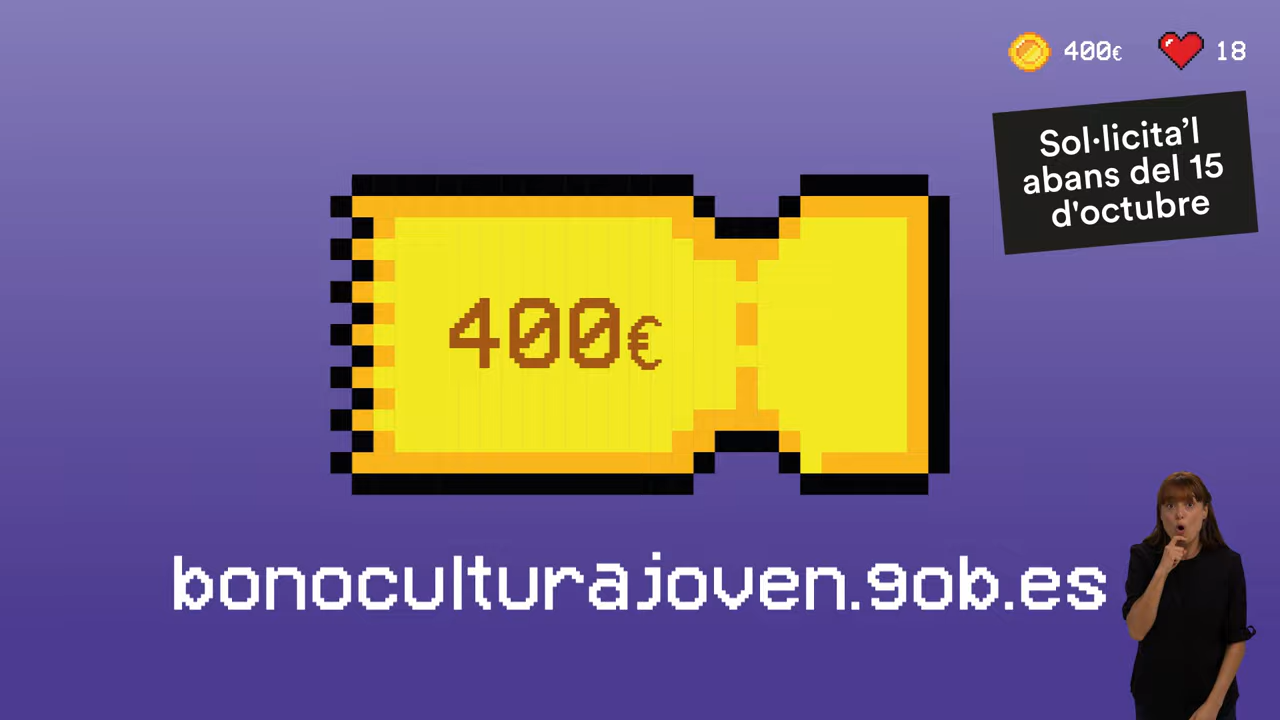 400€ 18
Sol·licita’l
abans del 15
d'octubre
400€
bonoculturajoven.gob.es